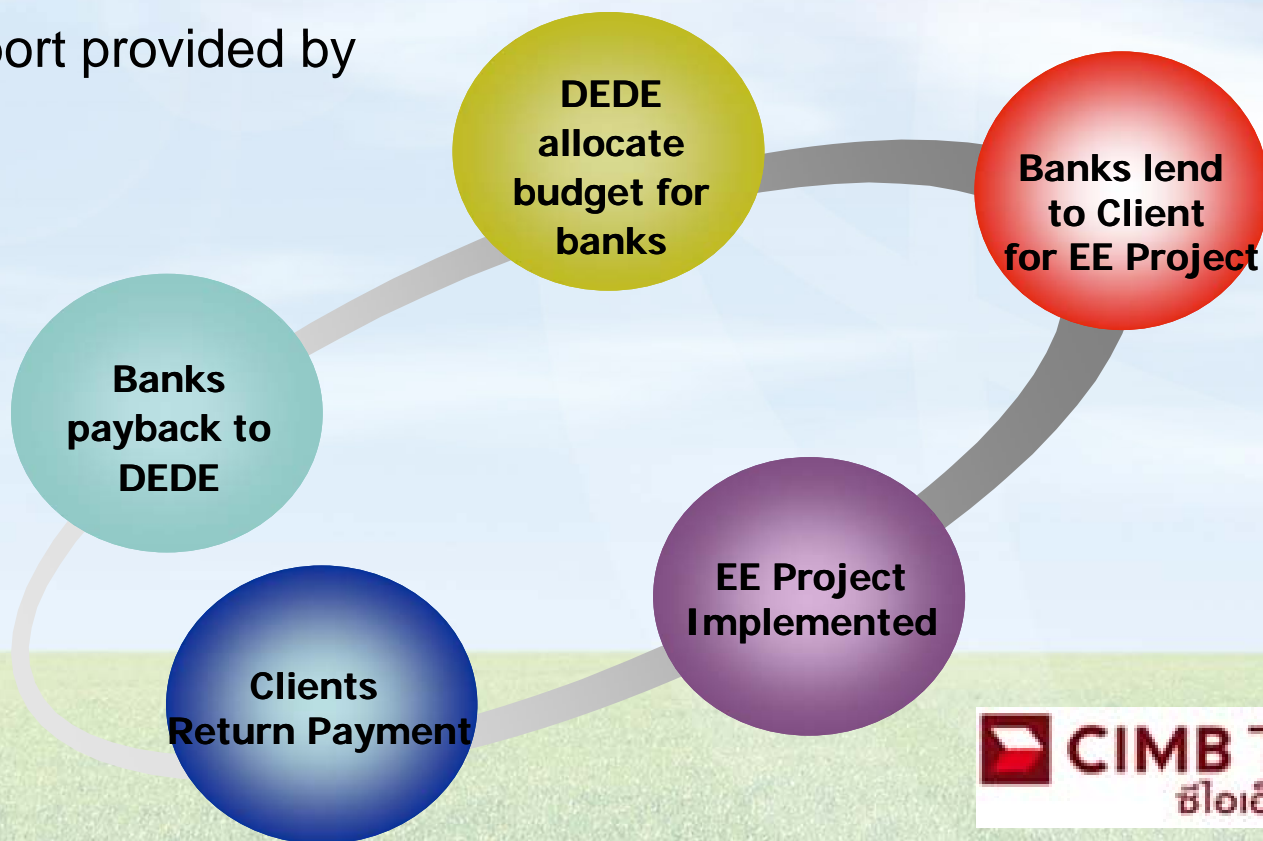 provided by
DEDE
allocate
budget for
banks
Banks lend
to Client
for EE Project
Banks
payback to
DEDE
EE Project
Implemented
Clients
Return Payment
CIMB